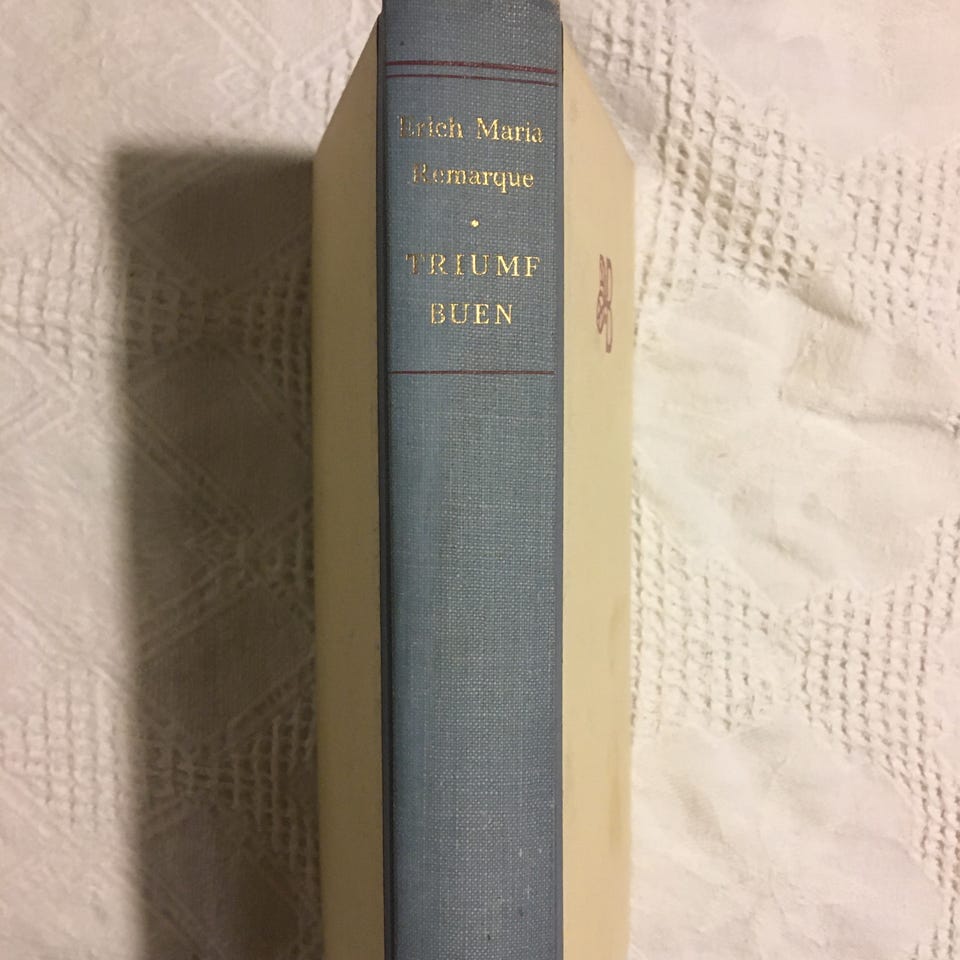 Erich Maria
Remarque
TRIUMF
BUEN